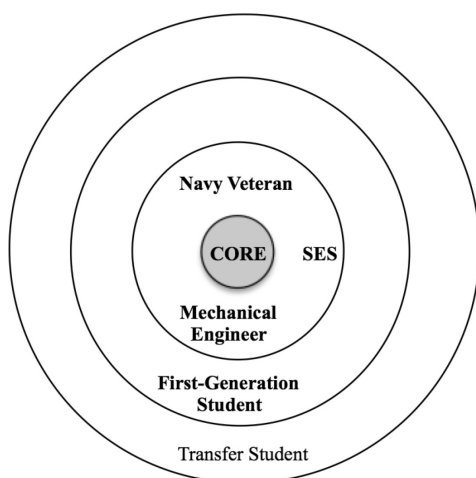 Navy Veteran
CORE
SES
Mechanical
Engineer
First-Generation
Student
Transfer Student